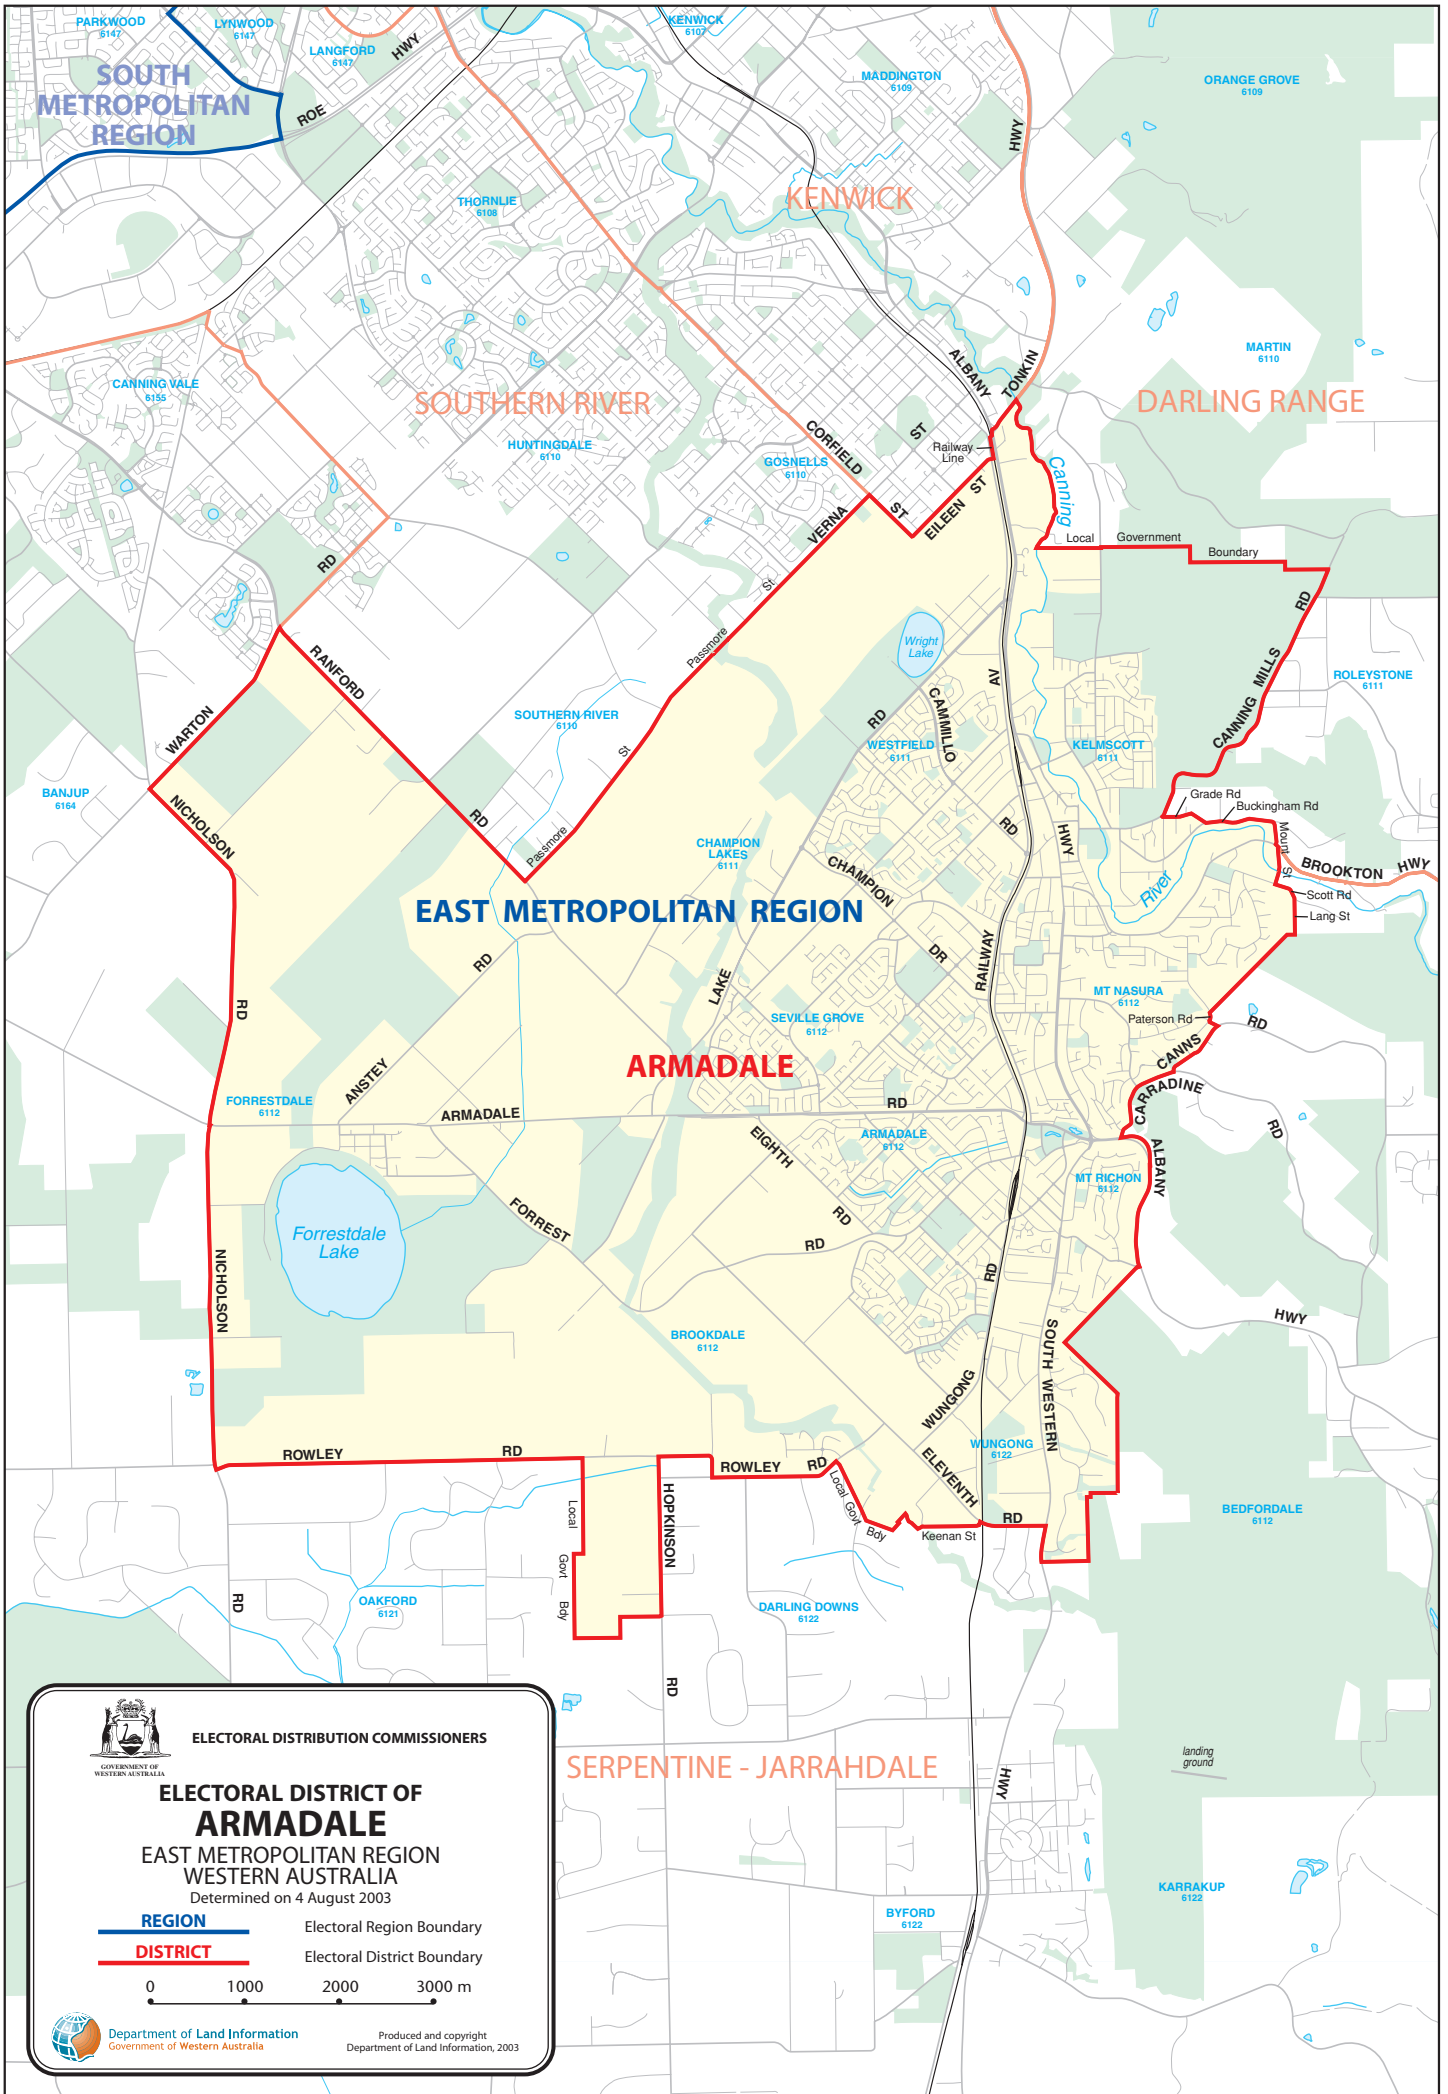 PARKWOOD
6147
LYNWOOD
6147
LANGFORD
6147
HWY
ROE
SOUTH
METROPOLITAN
REGION
KENWICK
6107
MADDINGTON
6109
ORANGE GROVE
6109
HWY
THORNLIE
6108
KENWICK
MARTIN
6110
CANNING VALE
6155
SOUTHERN RIVER
DARLING RANGE
ALBANY
TONKIN
HUNTINGDALE
6110
GOSNELLS
6110
CORFIELD
ST
ST
Railway
Line
EILEEN
ST
VERNA
St
Passmore
Canning
Local
Government
Boundary
RD
RD
RANFORD
WARTON
SOUTHERN RIVER
6110
St
Wright
Lake
AV
CAMMILLO
RD
WESTFIELD
6111
KELMSCOTT
6111
CANNING
MILLS
ROLEYSTONE
6111
BANJUP
6164
NICHOLSON
RD
Passmore
CHAMPION
LAKES
6111
RD
HWY
Grade Rd
Buckingham Rd
Mount
St
BROOKTON
HWY
Scott Rd
Lang St
River
CHAMPION
EAST METROPOLITAN REGION
DR
RD
RD
LAKE
RAILWAY
MT NASURA
6112
Paterson Rd
RD
SEVILLE GROVE
6112
ARMADALE
CANNS
CARRADINE
RD
ANSTEY
FORRESTDALE
6112
ARMADALE
RD
EIGHTH
ARMADALE
6112
ALBANY
MT RICHON
6112
FORREST
RD
RD
Forrestdale
Lake
NICHOLSON
RD
HWY
BROOKDALE
6112
SOUTH
WESTERN
WUNGONG
WUNGONG
6122
ELEVENTH
ROWLEY
RD
ROWLEY
RD
Local
Govt
Bdy
HOPKINSON
Local
Govt
Bdy
Keenan St
RD
BEDFORDALE
6112
RD
OAKFORD
6121
DARLING DOWNS
6122
RD
SERPENTINE - JARRAHDALE
HWY
landing
ground
KARRAKUP
6122
BYFORD
6122
GOVERNMENT OF
WESTERN AUSTRALIA
ELECTORAL DISTRIBUTION COMMISSIONERS
ELECTORAL DISTRICT OF
ARMADALE
EAST METROPOLITAN REGION
WESTERN AUSTRALIA
Determined on 4 August 2003
REGION
Electoral Region Boundary
DISTRICT
Electoral District Boundary
0 1000 2000 3000 m
Department of Land Information
Government of Western Australia
Produced and copyright
Department of Land Information, 2003